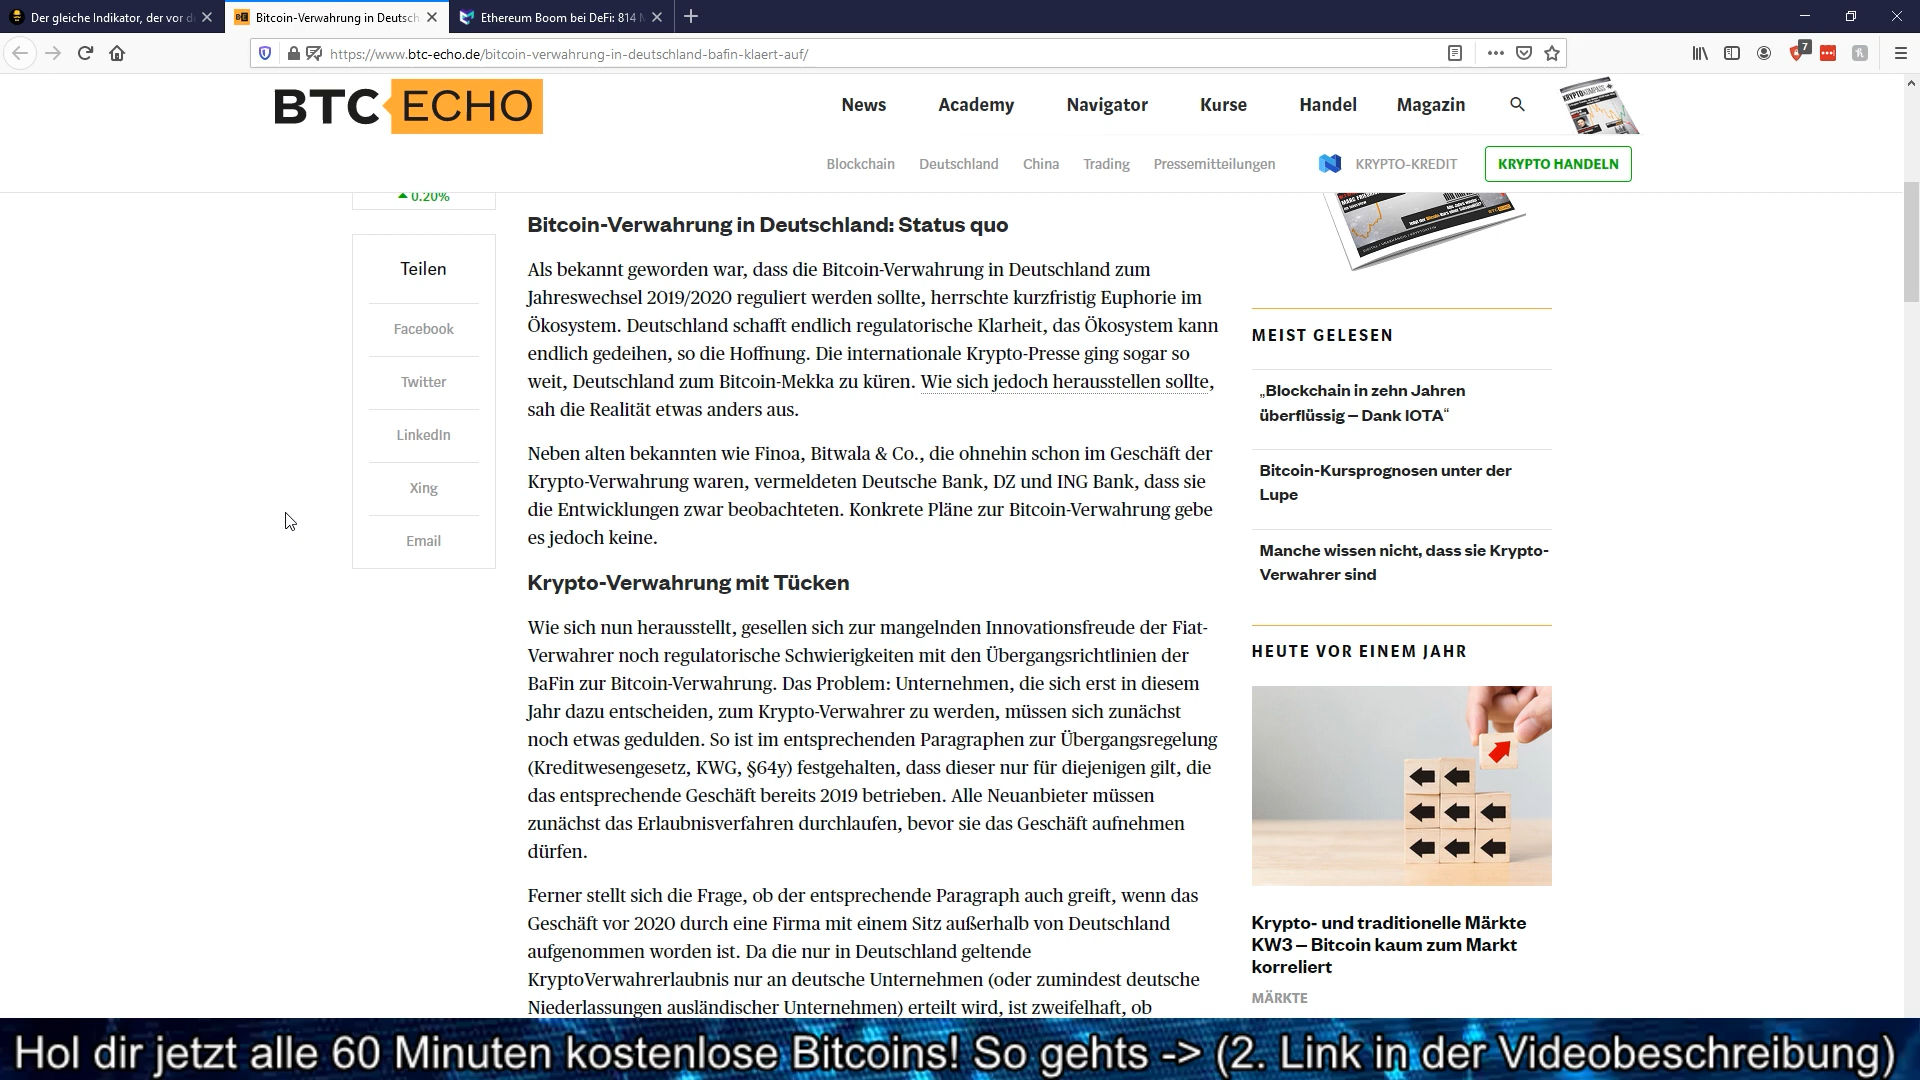 Der gleiche Indikator, der vor d
Bitcoin-Verwahrung in Deutsch
Ethereum Boom bei DeFi: 814 M
https://www.btc-echo.de/bitcoin-verwahrung-in-deutschland-bafin-klaert-auf/
7
BTC ECHO
News Academy Navigator Kurse Handel Magazin
Blockchain Deutschland China Trading Pressemitteilungen KRYPTO-KREDIT KRYPTO HANDELN
0.20%
Teilen
Facebook
Twitter
LinkedIn
Xing
Email
Bitcoin-Verwahrung in Deutschland: Status quo
Als bekannt geworden war, dass die Bitcoin-Verwahrung in Deutschland zum
Jahreswechsel 2019/2020 reguliert werden sollte, herrschte kurzfristig Euphorie im
Ökosystem. Deutschland schafft endlich regulatorische Klarheit, das Ökosystem kann
endlich gedeihen, so die Hoffnung. Die internationale Krypto-Presse ging sogar so
weit, Deutschland zum Bitcoin-Mekka zu küren. Wie sich jedoch herausstellen sollte,
sah die Realität etwas anders aus.
Neben alten bekannten wie Finoa, Bitwala & Co., die ohnehin schon im Geschäft der
Krypto-Verwahrung waren, vermeldeten Deutsche Bank, DZ und ING Bank, dass sie
die Entwicklungen zwar beobachteten. Konkrete Pläne zur Bitcoin-Verwahrung gebe
es jedoch keine.
Krypto-Verwahrung mit Tücken
Wie sich nun herausstellt, gesellen sich zur mangelnden Innovationsfreude der Fiat-
Verwahrer noch regulatorische Schwierigkeiten mit den Übergangsrichtlinien der
BaFin zur Bitcoin-Verwahrung. Das Problem: Unternehmen, die sich erst in diesem
Jahr dazu entscheiden, zum Krypto-Verwahrer zu werden, müssen sich zunächst
noch etwas gedulden. So ist im entsprechenden Paragraphen zur Übergangsregelung
(Kreditwesengesetz, KWG, §64y) festgehalten, dass dieser nur für diejenigen gilt, die
das entsprechende Geschäft bereits 2019 betrieben. Alle Neuanbieter müssen
zunächst das Erlaubnisverfahren durchlaufen, bevor sie das Geschäft aufnehmen
dürfen.
Ferner stellt sich die Frage, ob der entsprechende Paragraph auch greift, wenn das
Geschäft vor 2020 durch eine Firma mit einem Sitz außerhalb von Deutschland
aufgenommen worden ist. Da die nur in Deutschland geltende
KryptoVerwahrerlaubnis nur an deutsche Unternehmen (oder zumindest deutsche
Niederlassungen ausländischer Unternehmen) erteilt wird, ist zweifelhaft, ob
MEIST GELESEN
„Blockchain in zehn Jahren
überflüssig – Dank IOTA“
Bitcoin-Kursprognosen unter der
Lupe
Manche wissen nicht, dass sie Krypto-
Verwahrer sind
HEUTE VOR EINEM JAHR
Krypto- und traditionelle Märkte
KW3 – Bitcoin kaum zum Markt
korreliert
MÄRKTE
Hol dir jetzt alle 60 Minuten kostenlose Bitcoins! So gehts -> (2. Link in der Videobeschreibung)